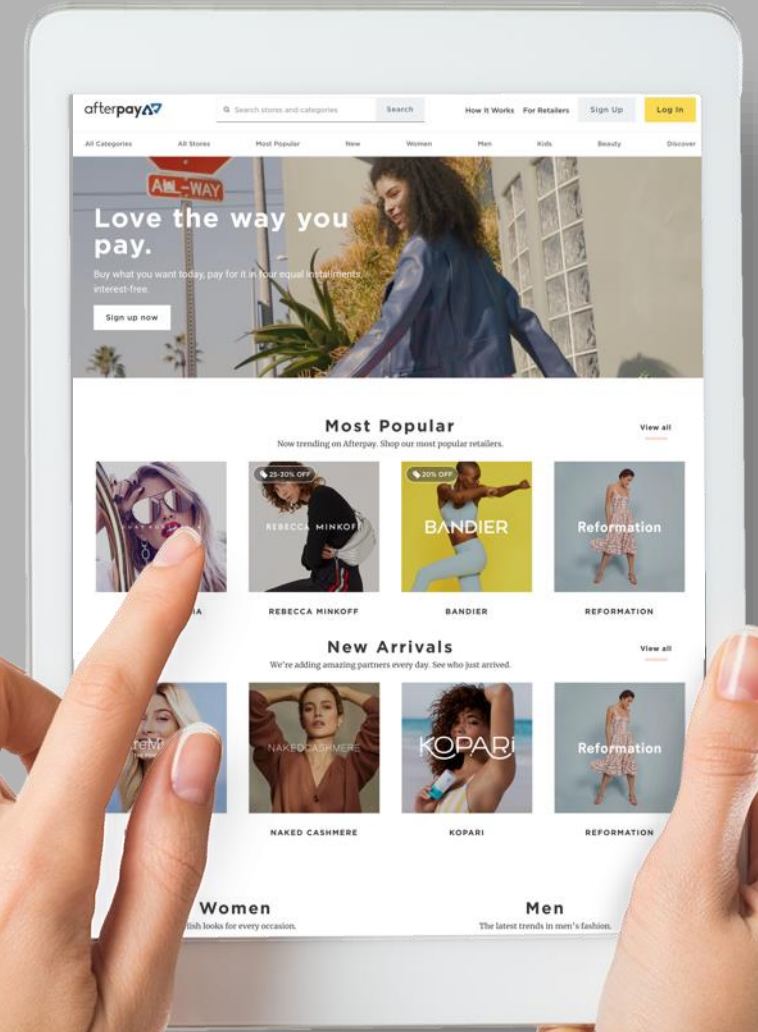 afterpay
Search stores and categories
Search
How It Works
For Retailers
Sign Up
Log In
All Categories
All Stores
Most Popular
New
Women
Men
Kids
Beauty
Discover
ALL-WAY
Love the way you
pay.
Buy what you want today, pay for it in four equal installments,
interest-free.
Sign up now
Most Popular
View all
Now trending on Afterpay. Shop our most popular retailers.
25-30% OFF
20% OFF
REBECCA MINKOFF
BANDIER
Reformation
REBECCA MINKOFF
BANDIER
REFORMATION
New Arrivals
View all
We're adding amazing partners every day. See who just arrived.
NAKEDCASHMERE
KOPARI
Reformation
NAKED CASHMERE
KOPARI
REFORMATION
Women
Men
looks for every occasion.
The latest trends in men's fashion.